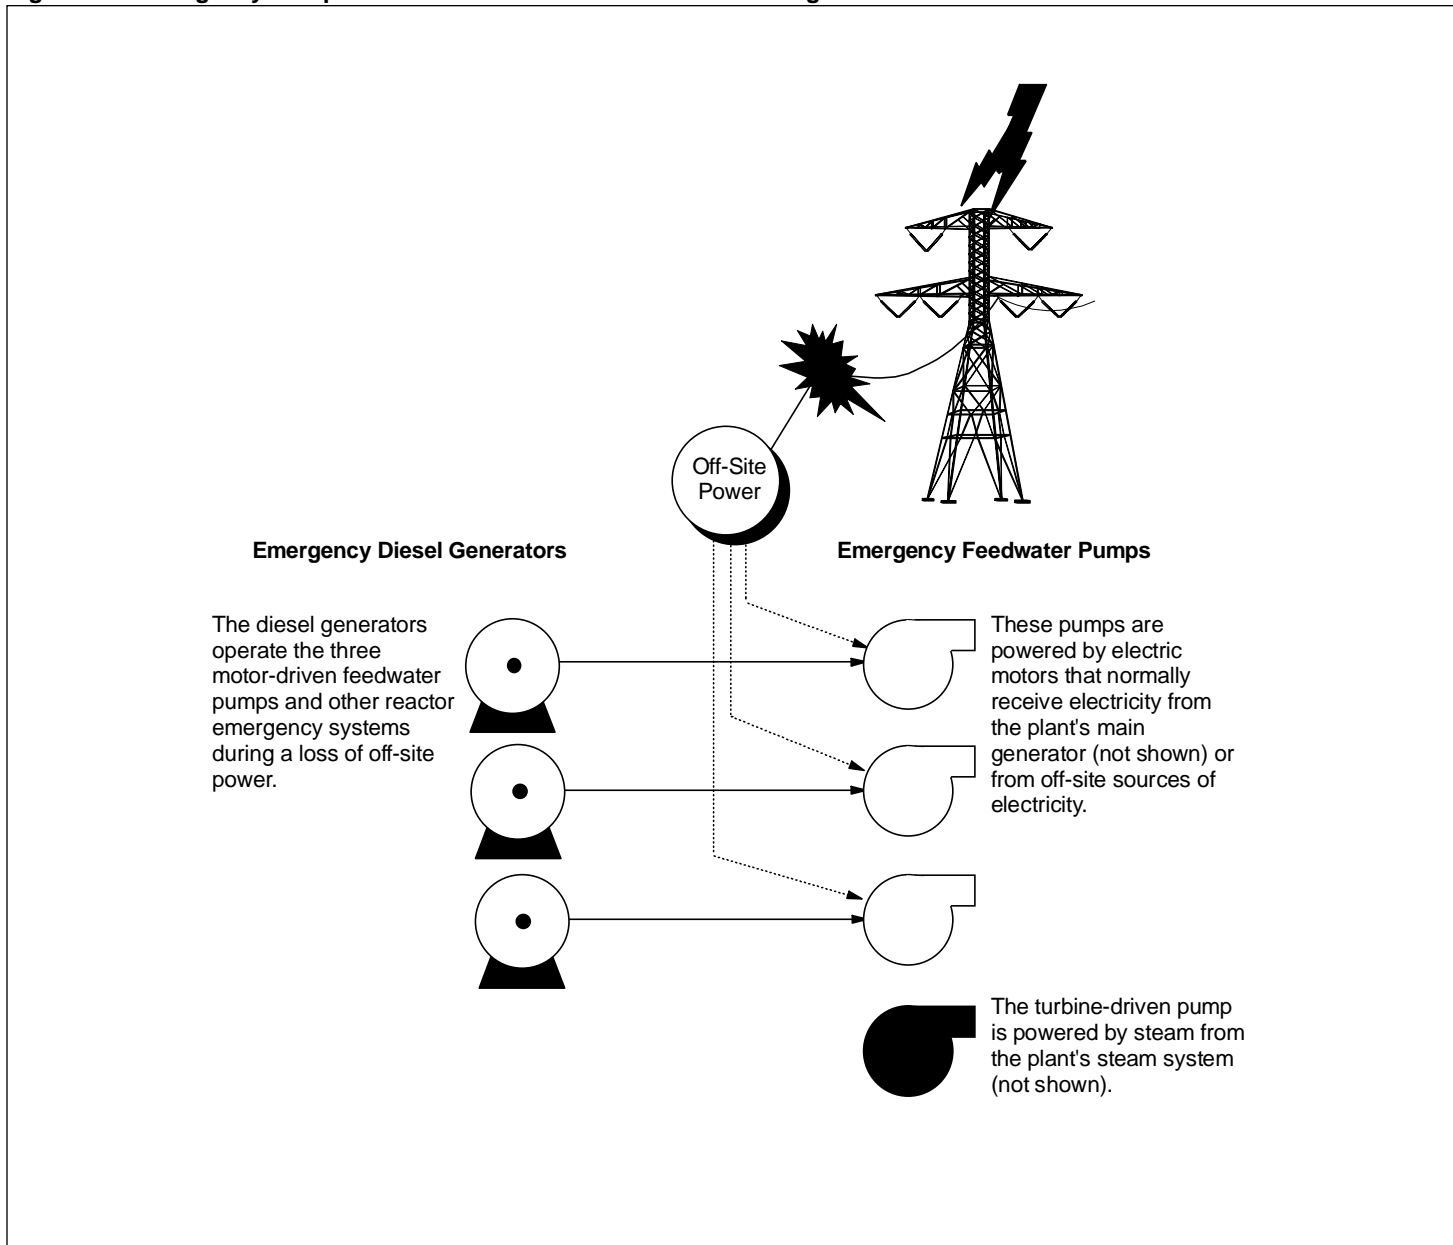 Off-Site
Power
Emergency Diesel Generators
Emergency Feedwater Pumps
The diesel generators
operate the three
motor-driven feedwater
pumps and other reactor
emergency systems
during a loss of off-site
power.
These pumps are
powered by electric
motors that normally
receive electricity from
the plant's main
generator (not shown) or
from off-site sources of
electricity.
The turbine-driven pump
is powered by steam from
the plant's steam system
(not shown).